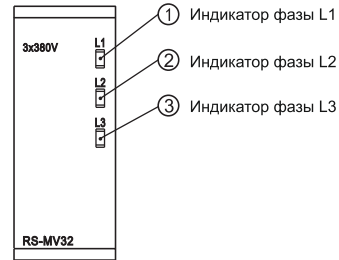 ① Индикатор фазы L1
3x380V
L1
② Индикатор фазы L2
L2
③ Индикатор фазы L3
L3
RS-MV32